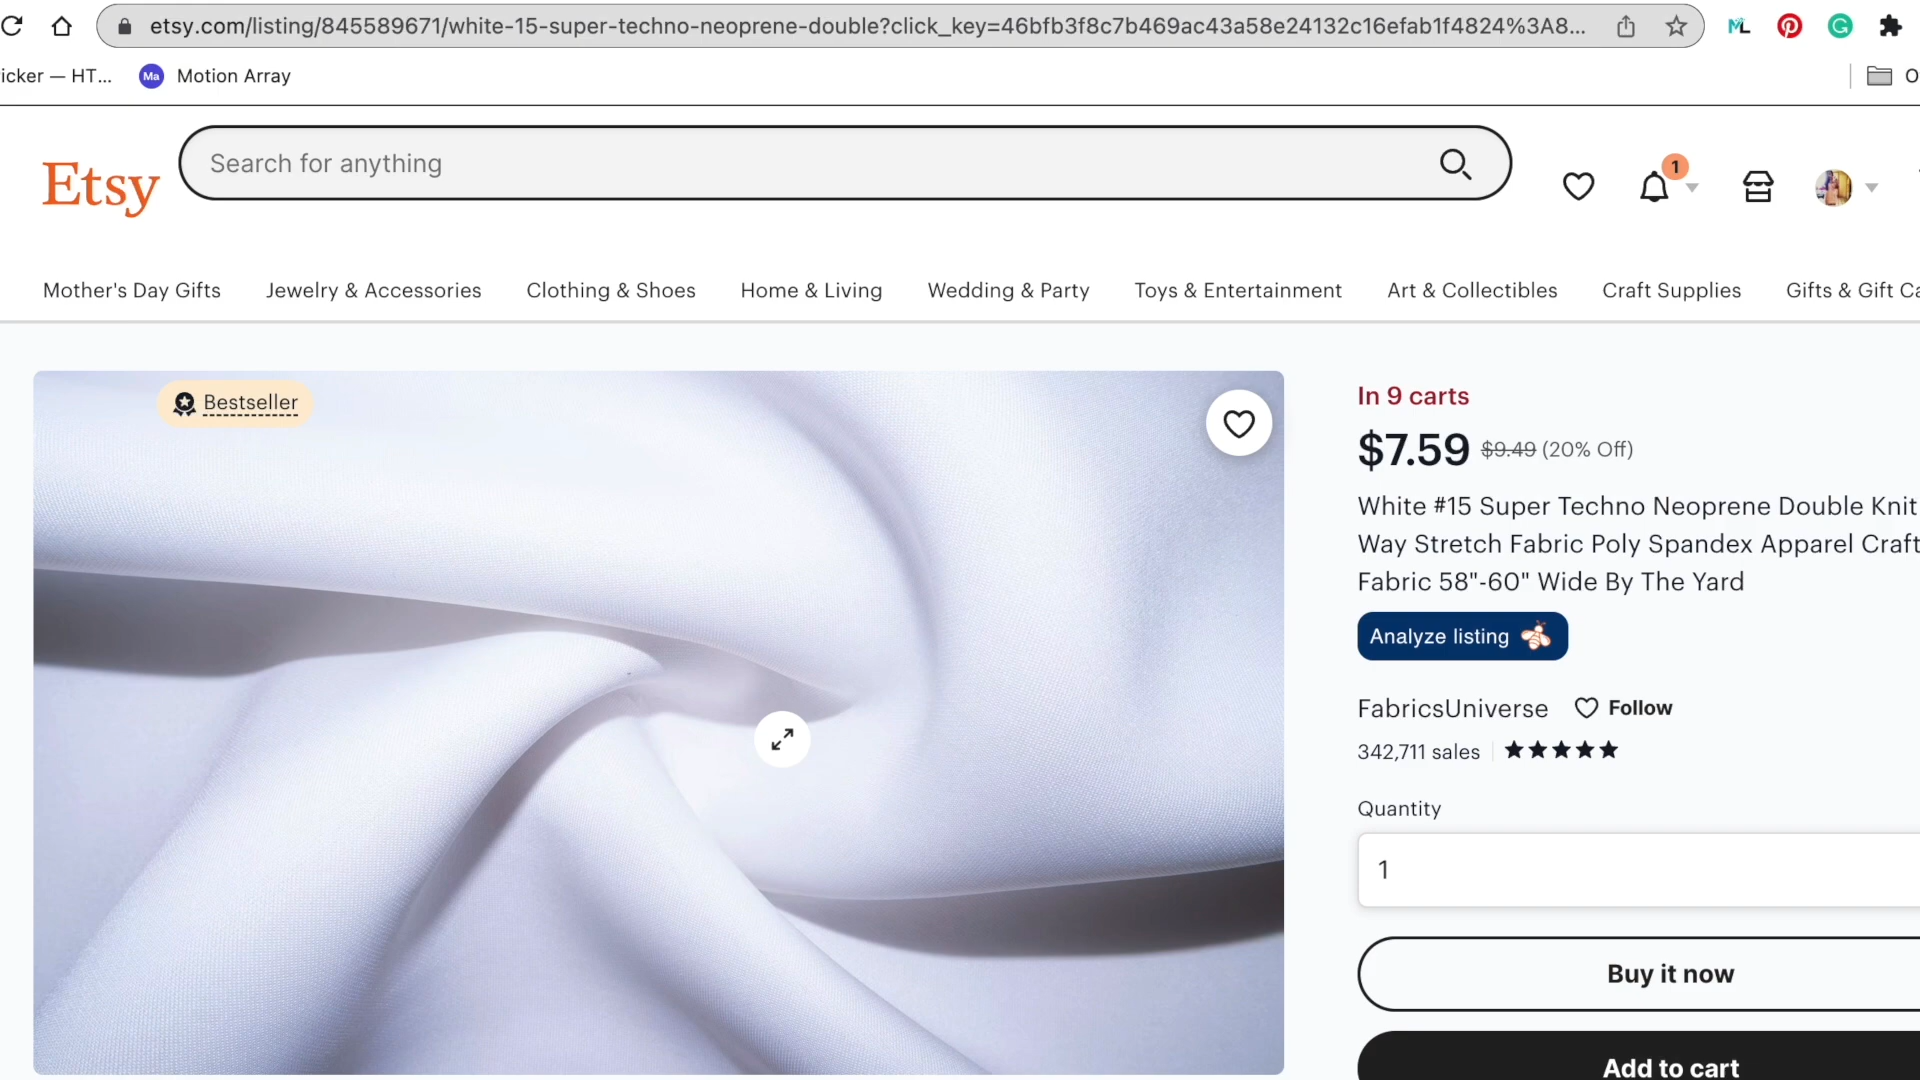 etsy.com/listing/845589671/white-15-super-techno-neoprene-double?click_key=46bfb3f8c7b469ac43a58e24132c16efab1f4824%3A8...
icker — HT...
Ma Motion Array
Etsy
Search for anything
1
Mother's Day Gifts Jewelry & Accessories Clothing & Shoes Home & Living Wedding & Party Toys & Entertainment Art & Collectibles Craft Supplies Gifts & Gift Ca
Bestseller
In 9 carts
$7.59 $9.49 (20% Off)
White #15 Super Techno Neoprene Double Knit
Way Stretch Fabric Poly Spandex Apparel Craft
Fabric 58"-60" Wide By The Yard
Analyze listing
FabricsUniverse Follow
342,711 sales
Quantity
1
Buy it now
Add to cart